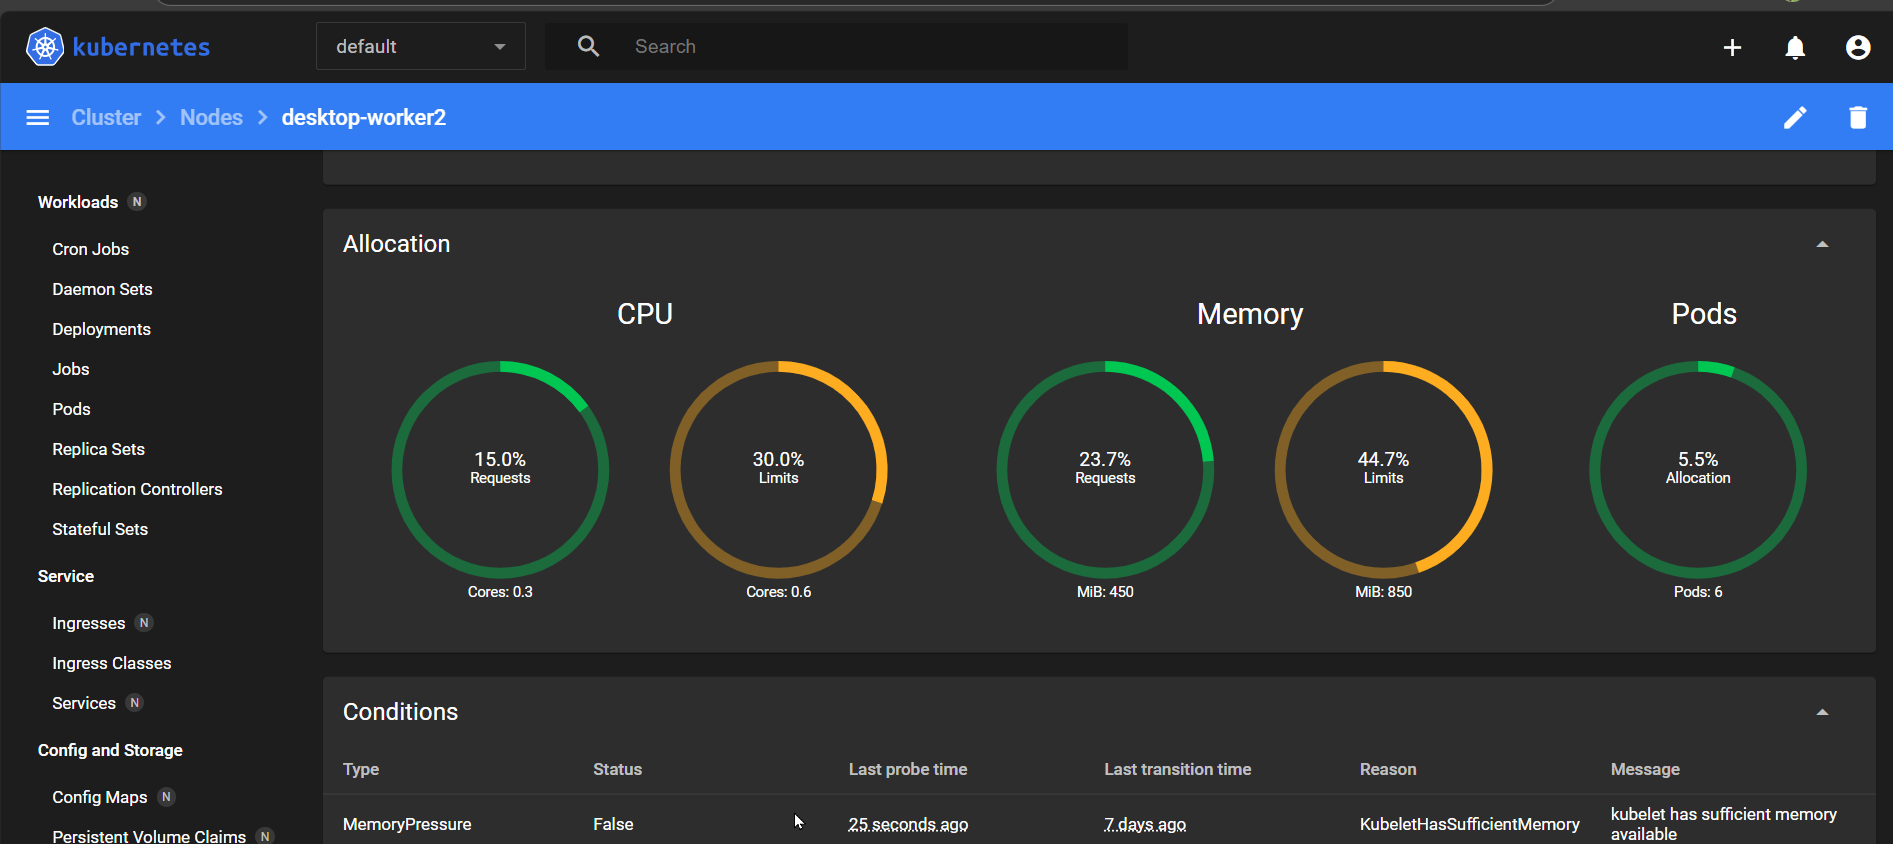 kubernetes
default
Search
Cluster > Nodes > desktop-worker2
Workloads N
Cron Jobs
Daemon Sets
Deployments
Jobs
Pods
Replica Sets
Replication Controllers
Stateful Sets
Service
Ingresses N
Ingress Classes
Services N
Config and Storage
Config Maps N
Persistent Volume Claims N
Allocation
CPU
15.0%
Requests
Cores: 0.3
30.0%
Limits
Cores: 0.6
Memory
23.7%
Requests
MiB: 450
44.7%
Limits
MiB: 850
Pods
5.5%
Allocation
Pods: 6
Conditions
Type Status Last probe time Last transition time Reason Message
MemoryPressure False 25 seconds ago 7 days ago KubeletHasSufficientMemory kubelet has sufficient memory
available